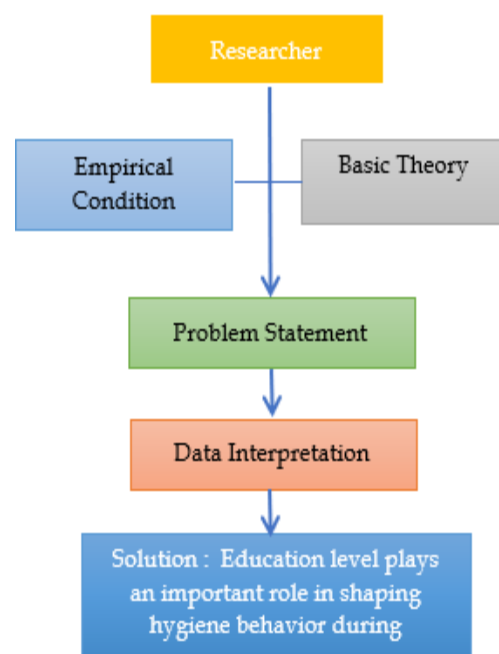 Researcher
Empirical
Condition
Basic Theory
Problem Statement
Data Interpretation
Solution : Education level plays
an important role in shaping
hygiene behavior during